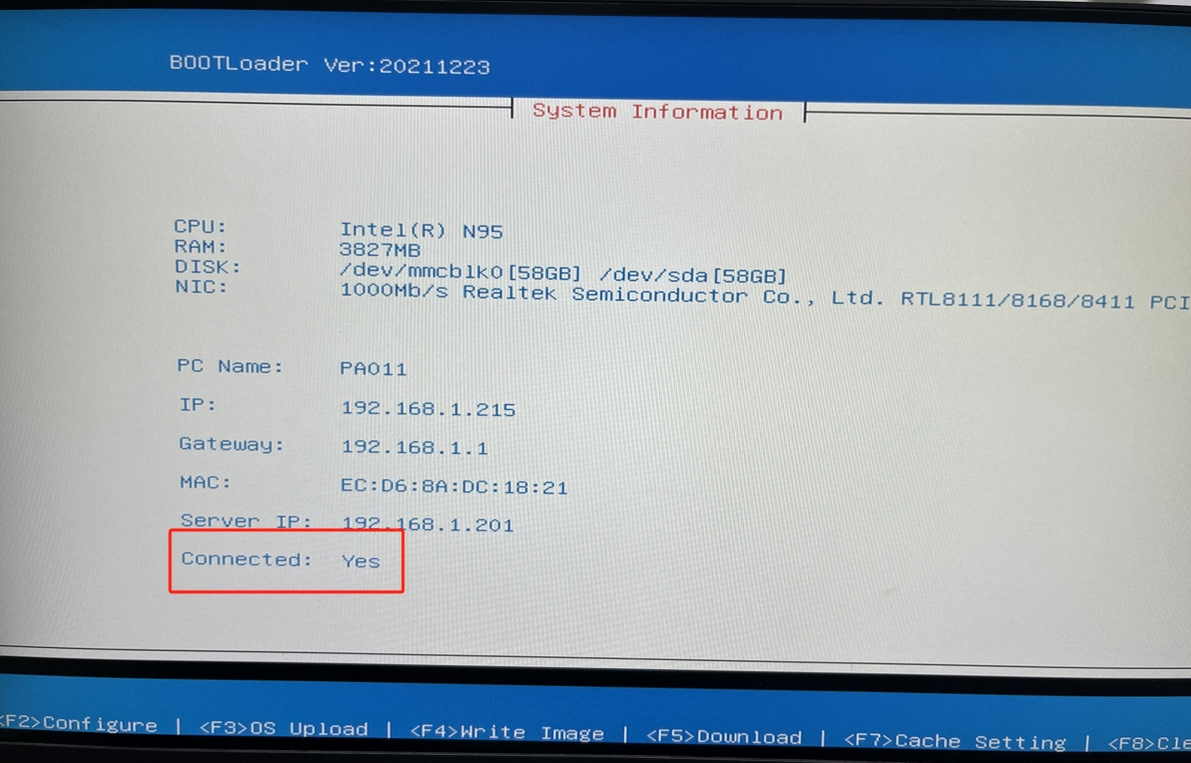 BOOTLoader Ver:20211223
System Information
CPU: Intel(R) N95
RAM: 3827MB
DISK: /dev/mmcblk0[58GB] /dev/sda[58GB]
NIC: 1000Mb/s Realtek Semiconductor Co., Ltd. RTL8111/8168/8411 PCI
PC Name: PA011
IP: 192.168.1.215
Gateway: 192.168.1.1
MAC: EC:D6:8A:DC:18:21
Server IP: 192.168.1.201
Connected: Yes
<F2>Configure | <F3>OS Upload | <F4>Write Image | <F5>Download | <F7>Cache Setting | <F8>Cle